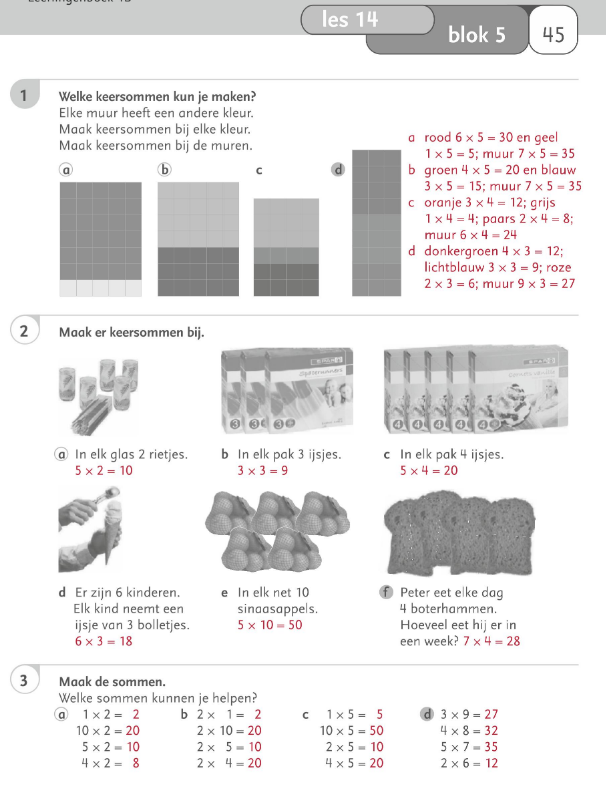 les 14
blok 5
45
1
Welke keersommen kun je maken?
Elke muur heeft een andere kleur.
Maak keersommen bij elke kleur.
Maak keersommen bij de muren.
a
b
c
d
a rood 6 × 5 = 30 en geel
1 × 5 = 5; muur 7 × 5 = 35
b groen 4 × 5 = 20 en blauw
3 × 5 = 15; muur 7 × 5 = 35
c oranje 3 × 4 = 12; grijs
1 × 4 = 4; paars 2 × 4 = 8;
muur 6 × 4 = 24
d donkergroen 4 × 3 = 12;
lichtblauw 3 × 3 = 9; roze
2 × 3 = 6; muur 9 × 3 = 27
2
Maak er keersommen bij.
3 3 3
4 4 4 4 4
a In elk glas 2 rietjes.
5 × 2 = 10
b In elk pak 3 ijsjes.
3 × 3 = 9
c In elk pak 4 ijsjes.
5 × 4 = 20
d Er zijn 6 kinderen.
Elk kind neemt een
ijsje van 3 bolletjes.
6 × 3 = 18
e In elk net 10
sinaasappels.
5 × 10 = 50
f Peter eet elke dag
4 boterhammen.
Hoeveel eet hij er in
een week? 7 × 4 = 28
3
Maak de sommen.
Welke sommen kunnen je helpen?
a 1 × 2 = 2
10 × 2 = 20
5 × 2 = 10
4 × 2 = 8
b 2 × 1 = 2
2 × 10 = 20
2 × 5 = 10
2 × 4 = 20
c 1 × 5 = 5
10 × 5 = 50
2 × 5 = 10
4 × 5 = 20
d 3 × 9 = 27
4 × 8 = 32
5 × 7 = 35
2 × 6 = 12